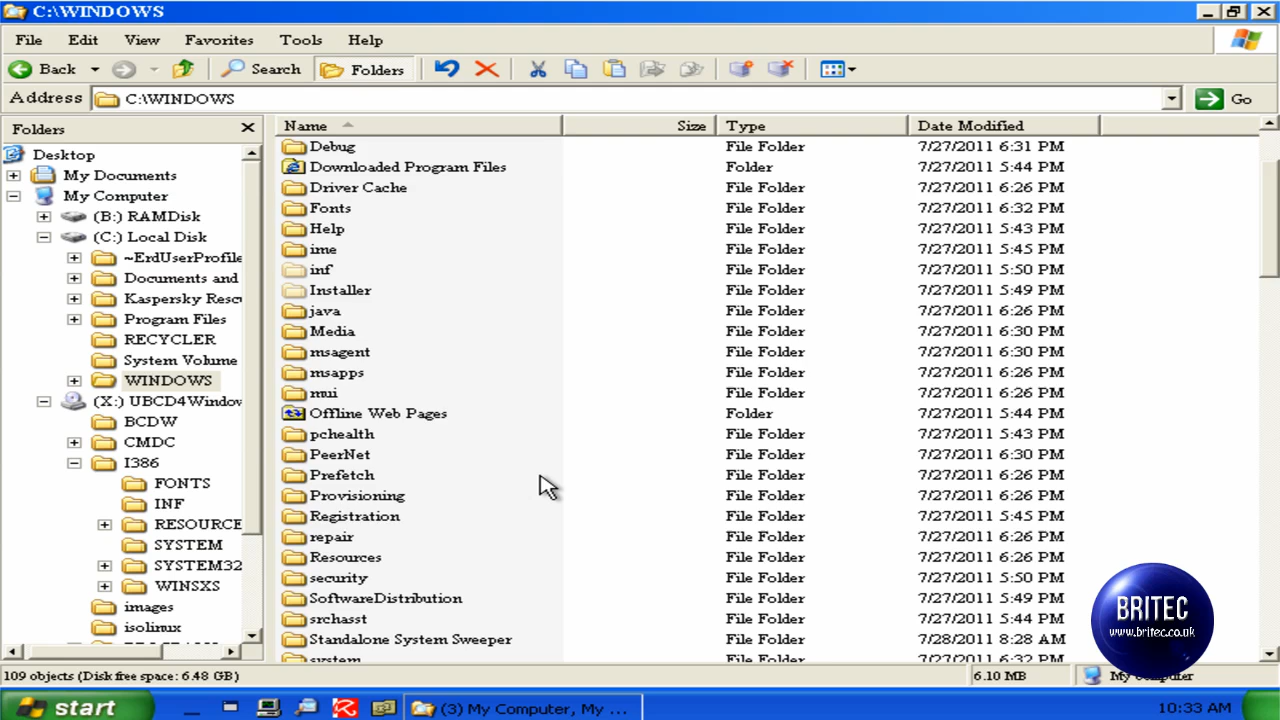 C:\WINDOWS
File Edit View Favorites Tools Help
Back Search Folders
Address C:\WINDOWS Go
Folders
Name Size Type Date Modified
Desktop
My Documents
My Computer
(B:) RAMDisk
(C:) Local Disk
~ErdUserProfile
Documents and
Kaspersky Resc
Program Files
RECYCLER
System Volume
WINDOWS
(X:) UBCD4Window
BCDW
CMDC
I386
FONTS
INF
RESOURCE
SYSTEM
SYSTEM32
WINSXS
images
isolinux
Debug File Folder 7/27/2011 6:31 PM
Downloaded Program Files Folder 7/27/2011 5:44 PM
Driver Cache File Folder 7/27/2011 6:26 PM
Fonts File Folder 7/27/2011 6:32 PM
Help File Folder 7/27/2011 5:43 PM
ime File Folder 7/27/2011 5:45 PM
inf File Folder 7/27/2011 5:50 PM
Installer File Folder 7/27/2011 5:49 PM
java File Folder 7/27/2011 6:26 PM
Media File Folder 7/27/2011 6:30 PM
msagent File Folder 7/27/2011 6:30 PM
msapps File Folder 7/27/2011 6:26 PM
mui File Folder 7/27/2011 6:26 PM
Offline Web Pages Folder 7/27/2011 5:44 PM
pchealth File Folder 7/27/2011 5:43 PM
PeerNet File Folder 7/27/2011 6:30 PM
Prefetch File Folder 7/27/2011 6:26 PM
Provisioning File Folder 7/27/2011 6:26 PM
Registration File Folder 7/27/2011 5:45 PM
repair File Folder 7/27/2011 6:26 PM
Resources File Folder 7/27/2011 6:26 PM
security File Folder 7/27/2011 5:50 PM
SoftwareDistribution File Folder 7/27/2011 5:49 PM
srchasst File Folder 7/27/2011 5:44 PM
Standalone System Sweeper File Folder 7/28/2011 8:28 AM
system File Folder 7/27/2011 6:32 PM
BRITEC
www.britec.co.uk
109 objects (Disk free space: 6.48 GB) 6.10 MB My Computer
start (3) My Computer, My ... 10:33 AM